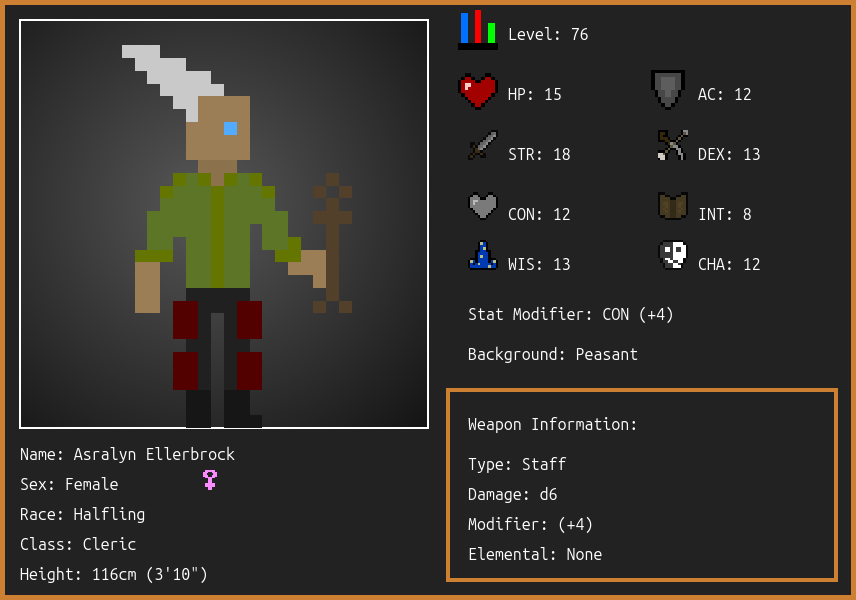 Level: 76
HP: 15
AC: 12
STR: 18
DEX: 13
CON: 12
INT: 8
WIS: 13
CHA: 12
Stat Modifier: CON (+4)
Background: Peasant
Weapon Information:
Type: Staff
Damage: d6
Modifier: (+4)
Elemental: None
Name: Asralyn Ellerbrock
Sex: Female
Race: Halfling
Class: Cleric
Height: 116cm (3'10")